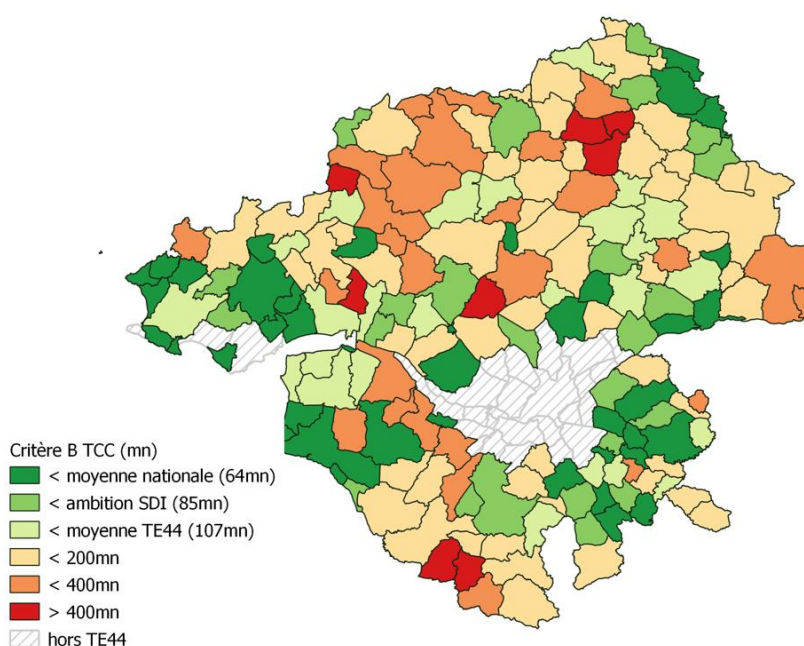 Critère B TCC (mn)
< moyenne nationale (64mn)
< ambition SDI (85mn)
< moyenne TE44 (107mn)
< 200mn
< 400mn
> 400mn
hors TE44